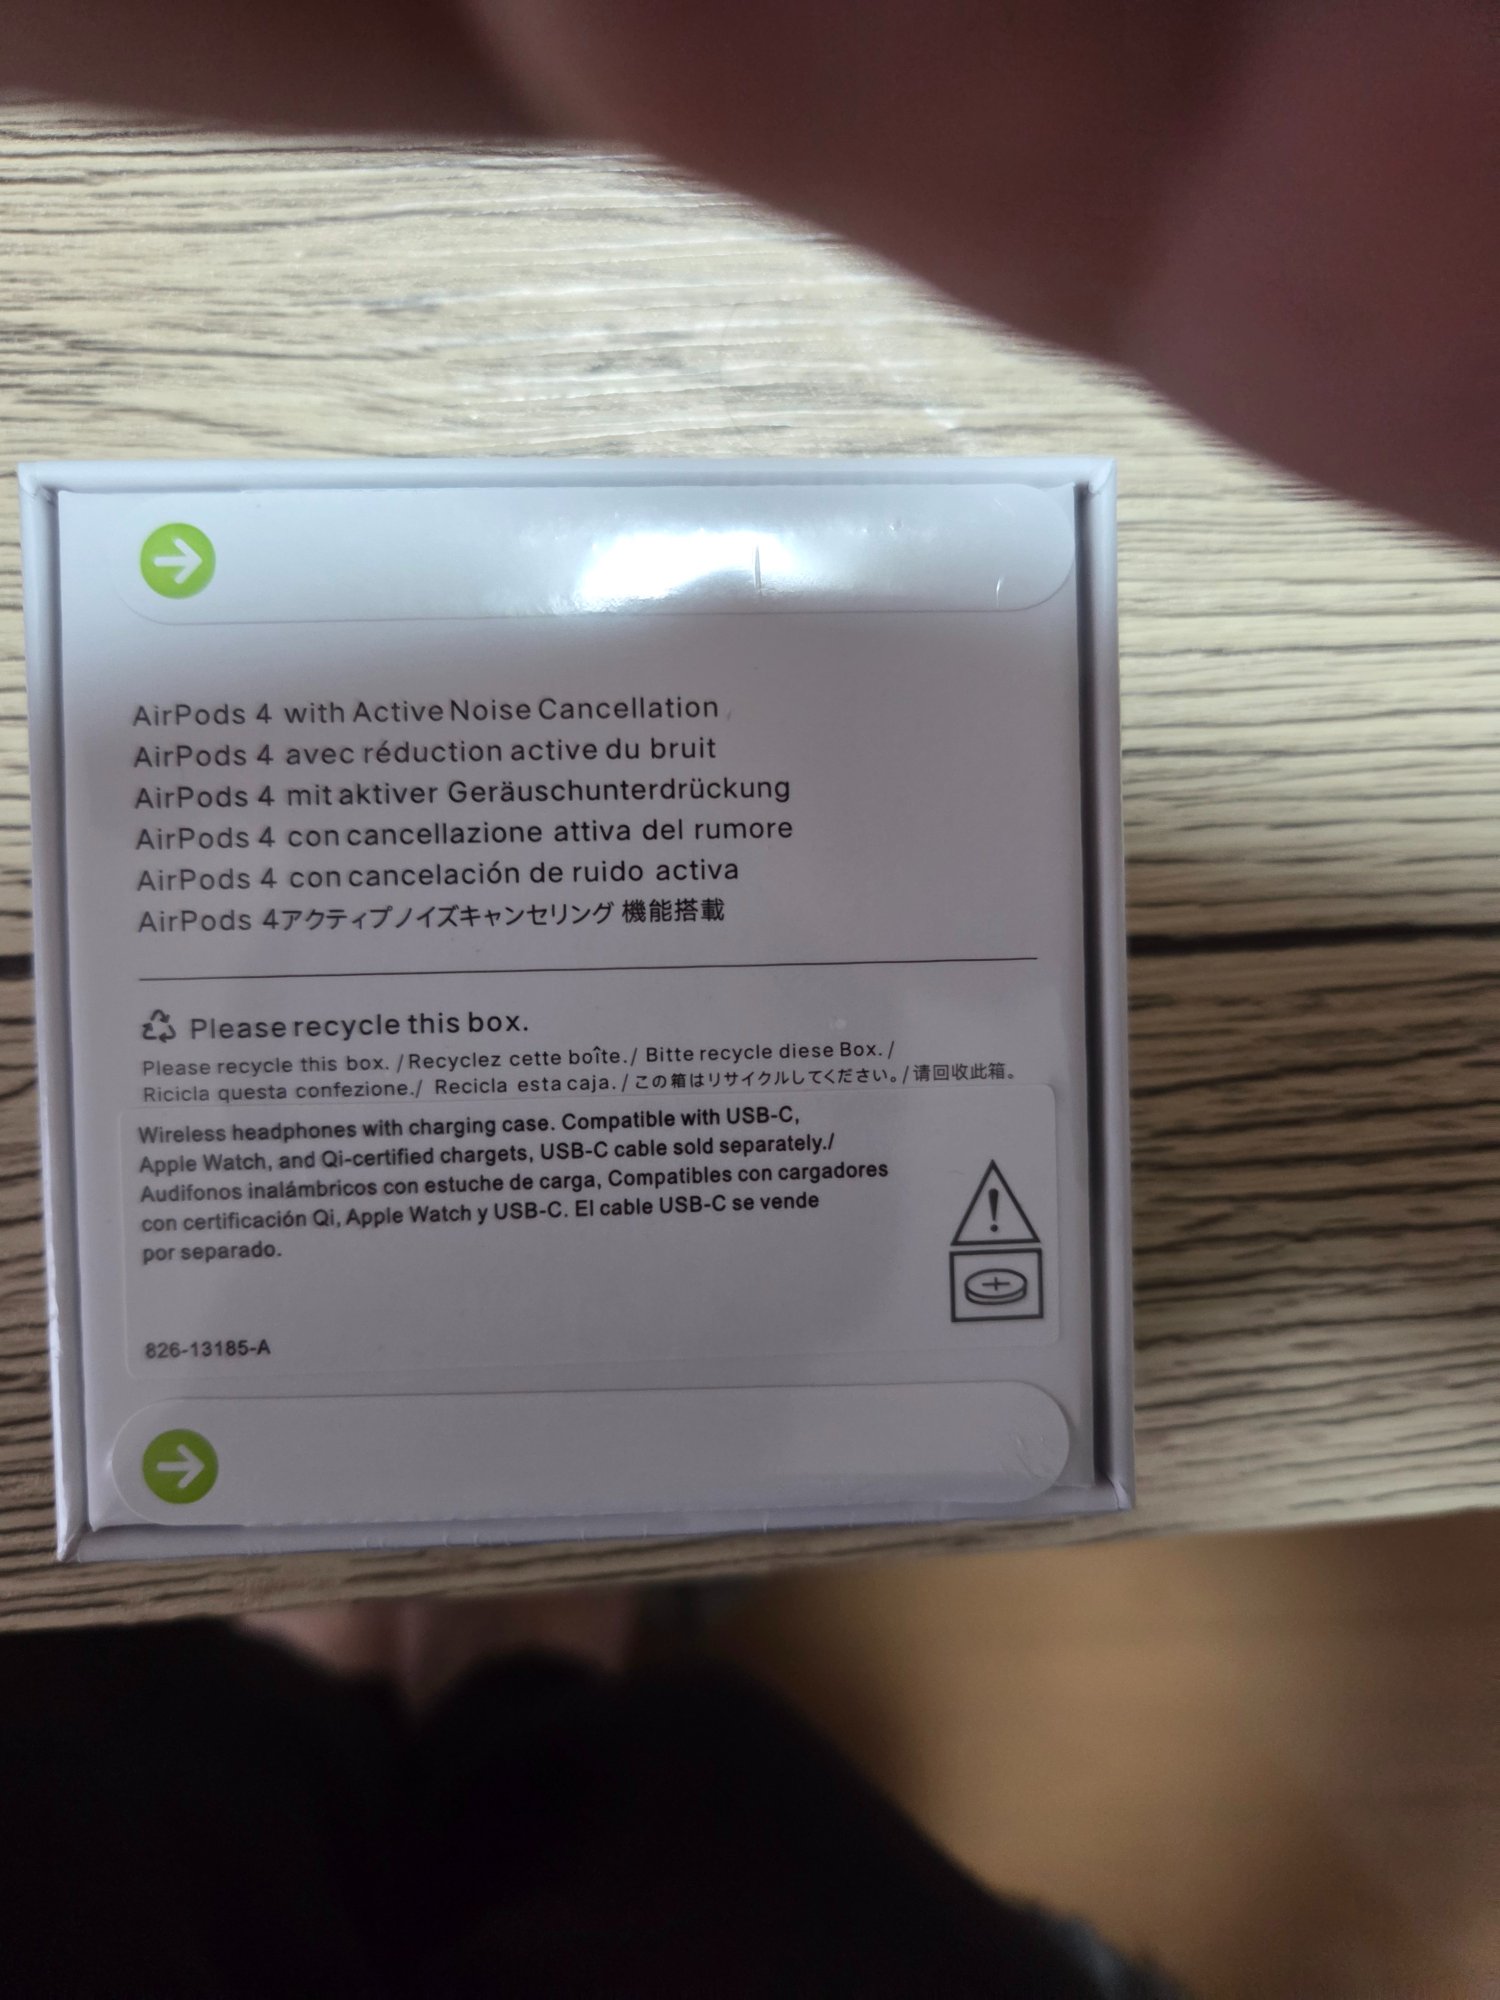 AirPods 4 with Active Noise Cancellation
AirPods 4 avec réduction active du bruit
AirPods 4 mit aktiver Geräuschunterdrückung
AirPods 4 con cancellazione attiva del rumore
AirPods 4 con cancelación de ruido activa
AirPods 4アクティブノイズキャンセリング 機能搭載
Please recycle this box.
Please recycle this box. / Recyclez cette boîte. / Bitte recycle diese Box. /
Ricicla questa confezione. / Recicla esta caja. / この箱はリサイクルしてください。/ 请回收此箱。
Wireless headphones with charging case. Compatible with USB-C,
Apple Watch, and Qi-certified chargets, USB-C cable sold separately./
Audifonos inalámbricos con estuche de carga, Compatibles con cargadores
con certificación Qi, Apple Watch y USB-C. El cable USB-C se vende
por separado.
826-13185-A